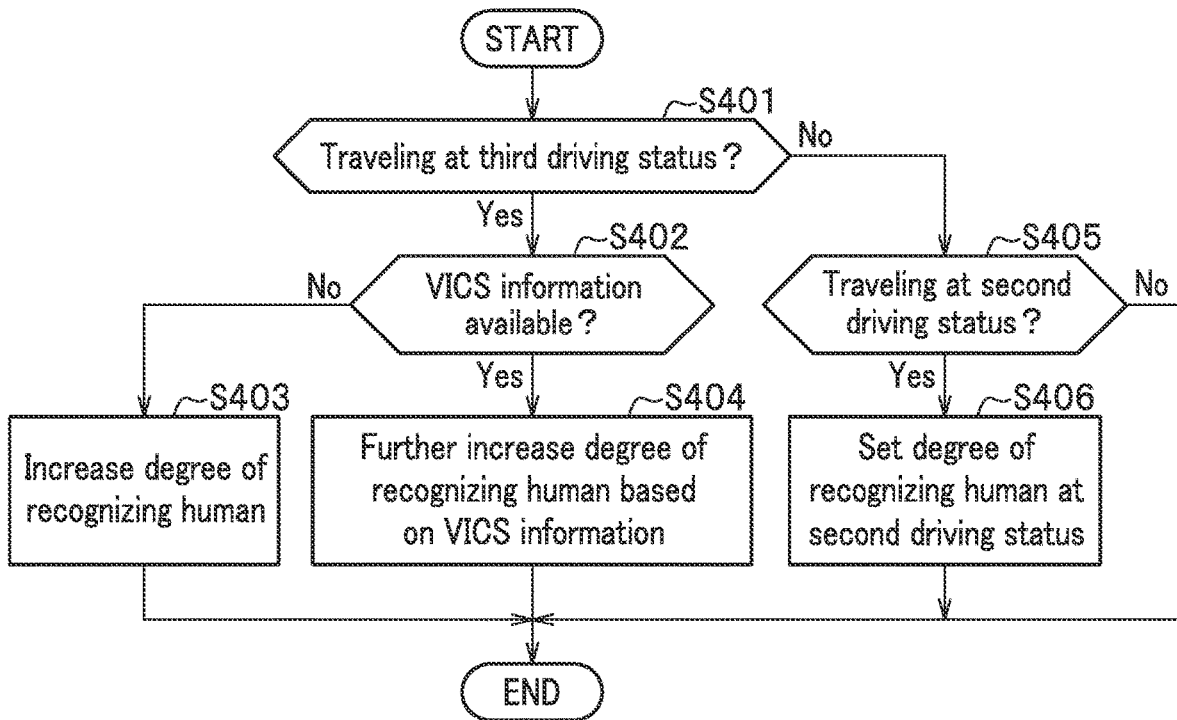 START
S401
Traveling at third driving status?
No
Yes
S402
S405
No
VICS information
available?
Traveling at second
driving status?
No
Yes
Yes
S403
S404
S406
Increase degree of
recognizing human
Further increase degree of
recognizing human based
on VICS information
Set degree of
recognizing human at
second driving status
END